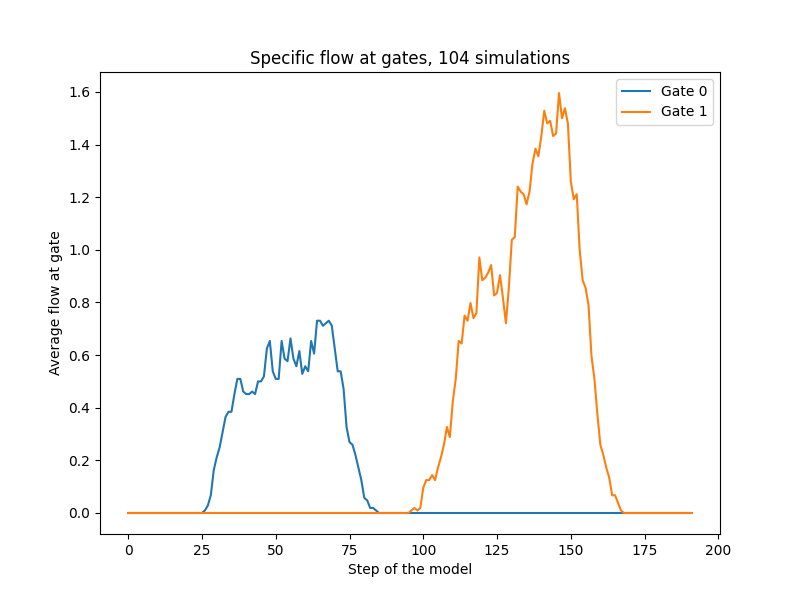 Specific flow at gates, 104 simulations
Gate 0
Gate 1
Average flow at gate
1.6
1.4
1.2
1.0
0.8
0.6
0.4
0.2
0.0
0 25 50 75 100 125 150 175 200
Step of the model